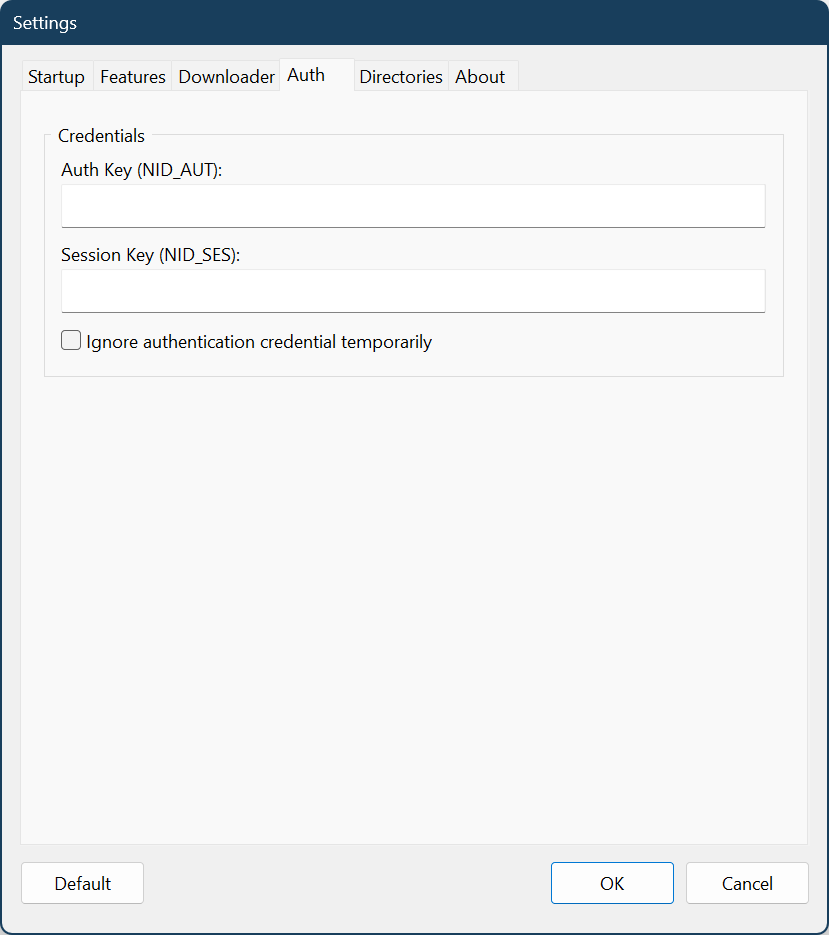 Settings
Startup Features Downloader Auth Directories About
Credentials
Auth Key (NID_AUT):
Session Key (NID_SES):
Ignore authentication credential temporarily
Default OK Cancel